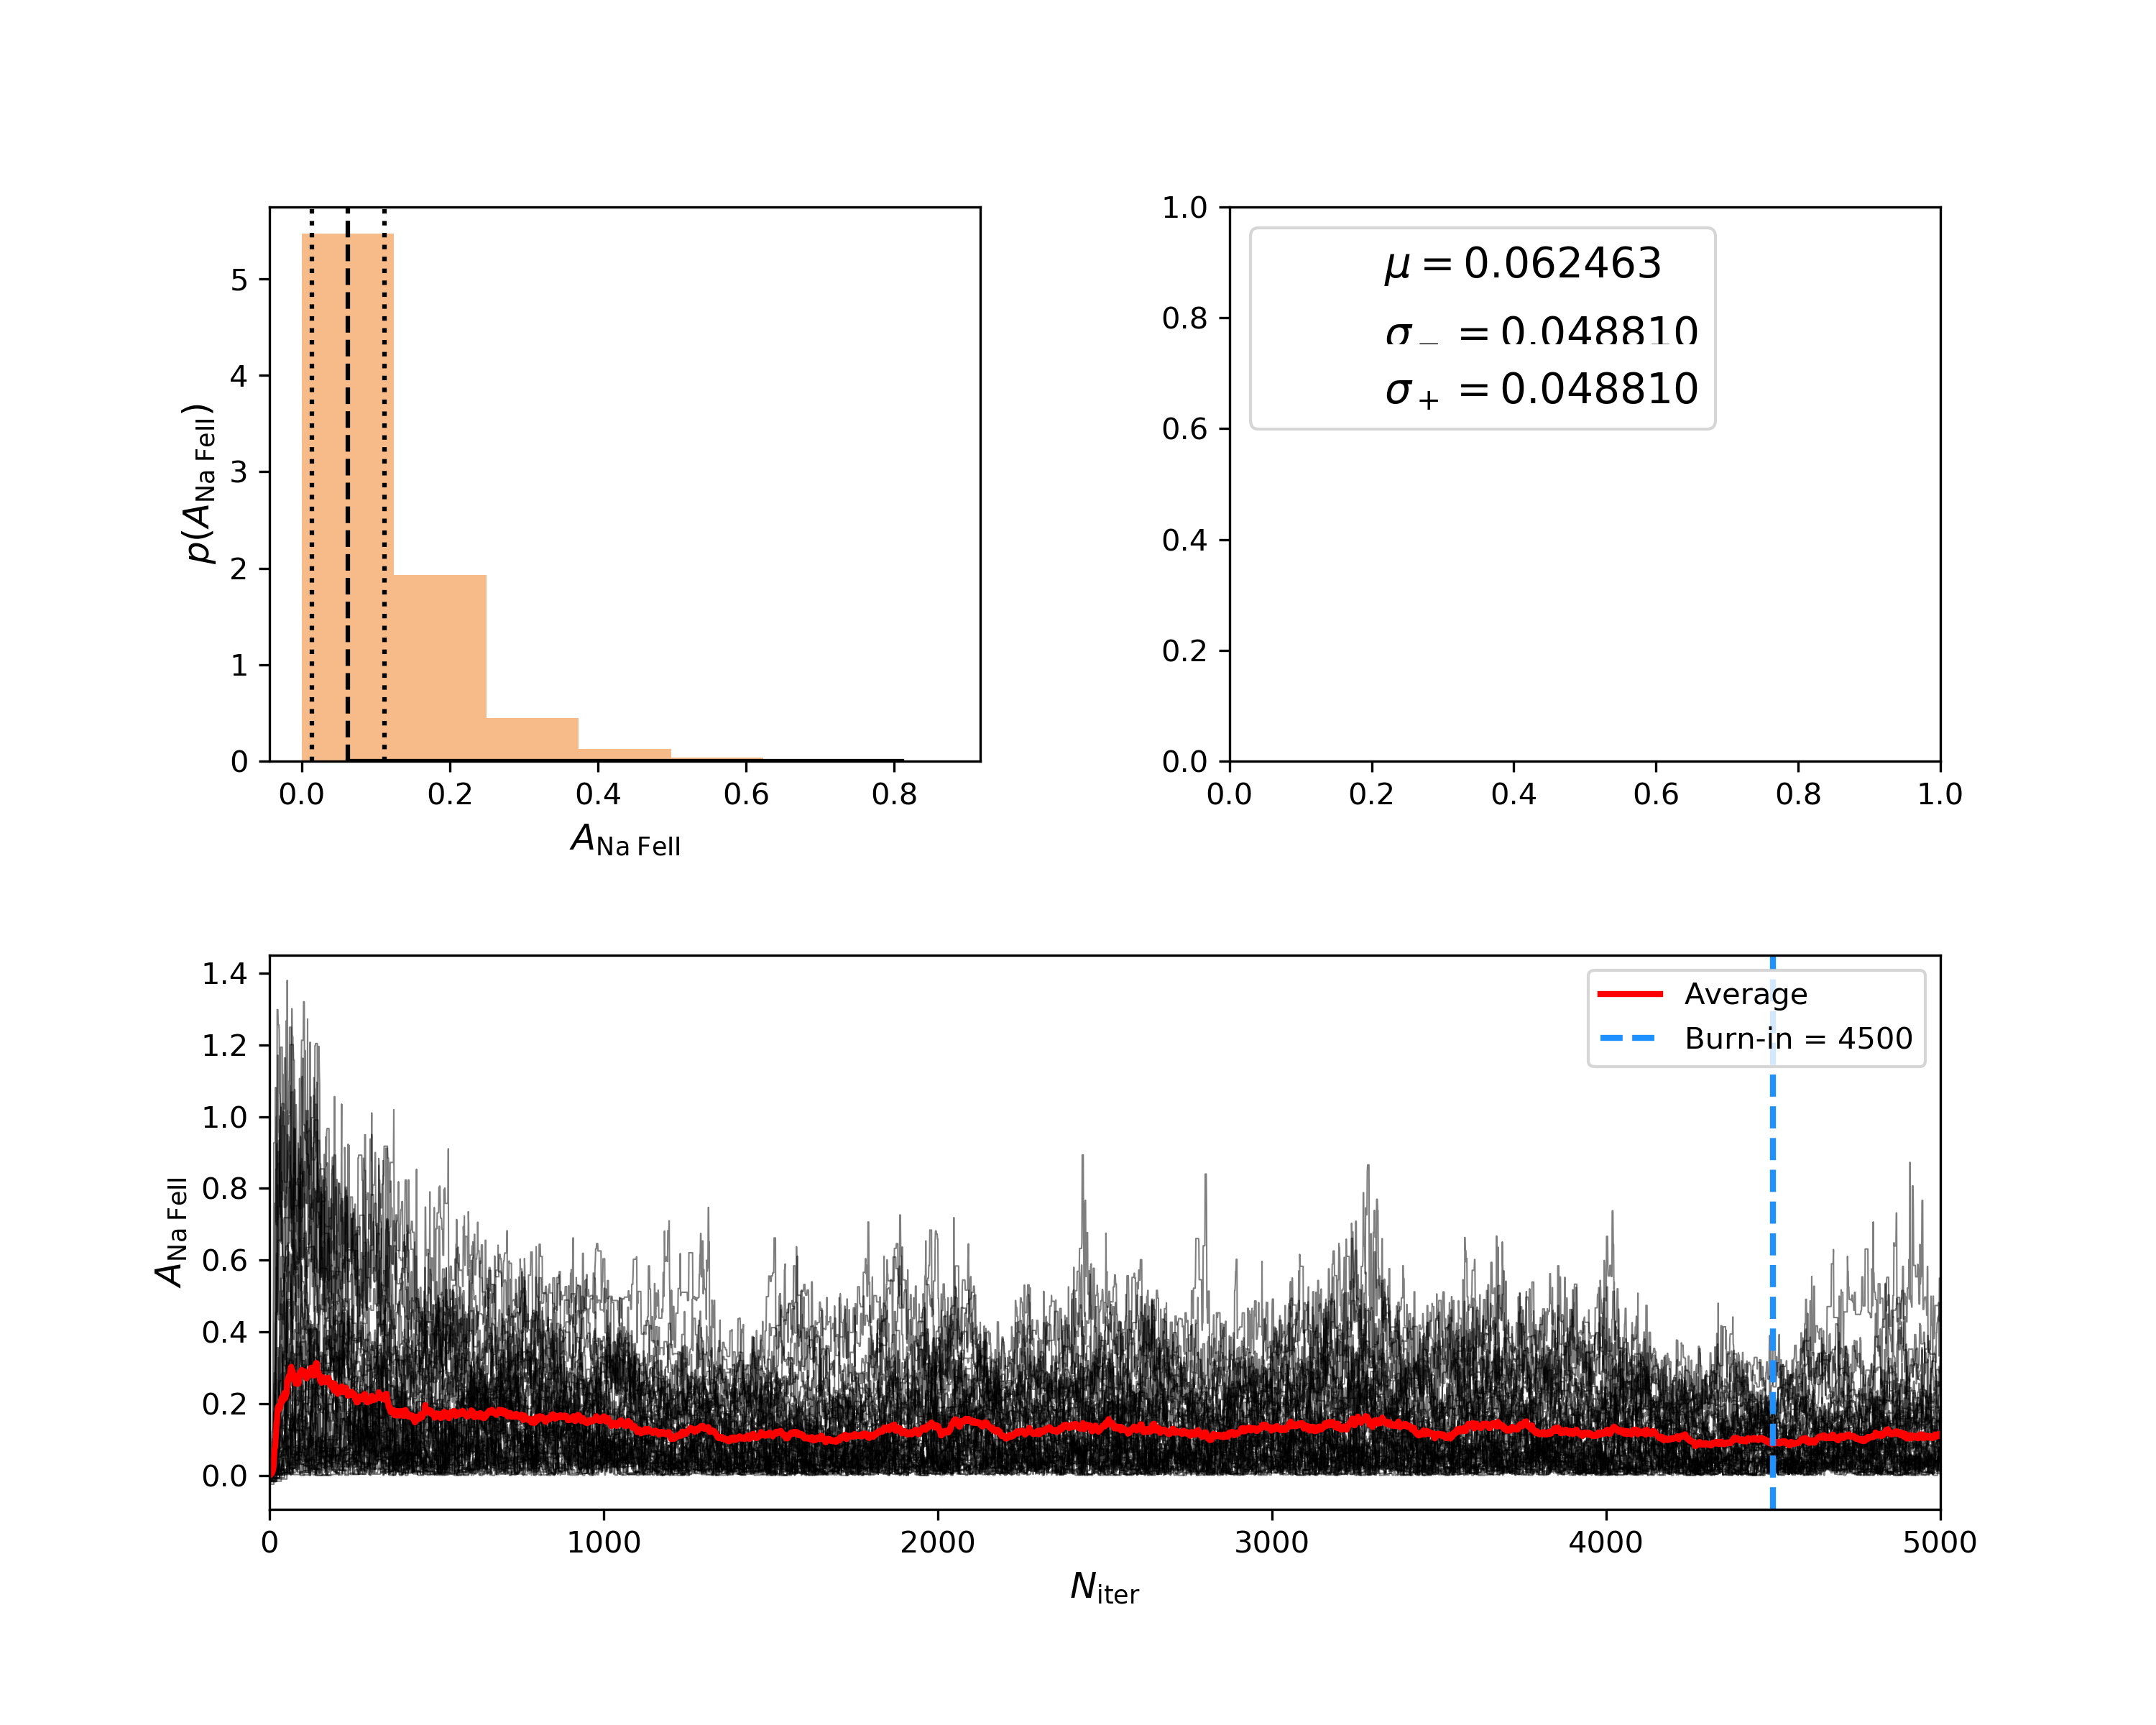 5
4
3
2
1
0
p(A_Na FeII)
0.0 0.2 0.4 0.6 0.8
A_Na FeII
1.0
0.8
0.6
0.4
0.2
0.0
μ = 0.062463
σ_− = 0.048810
σ_+ = 0.048810
0.0 0.2 0.4 0.6 0.8 1.0
1.4
1.2
1.0
0.8
0.6
0.4
0.2
0.0
A_Na FeII
Average
Burn-in = 4500
0 1000 2000 3000 4000 5000
N_iter